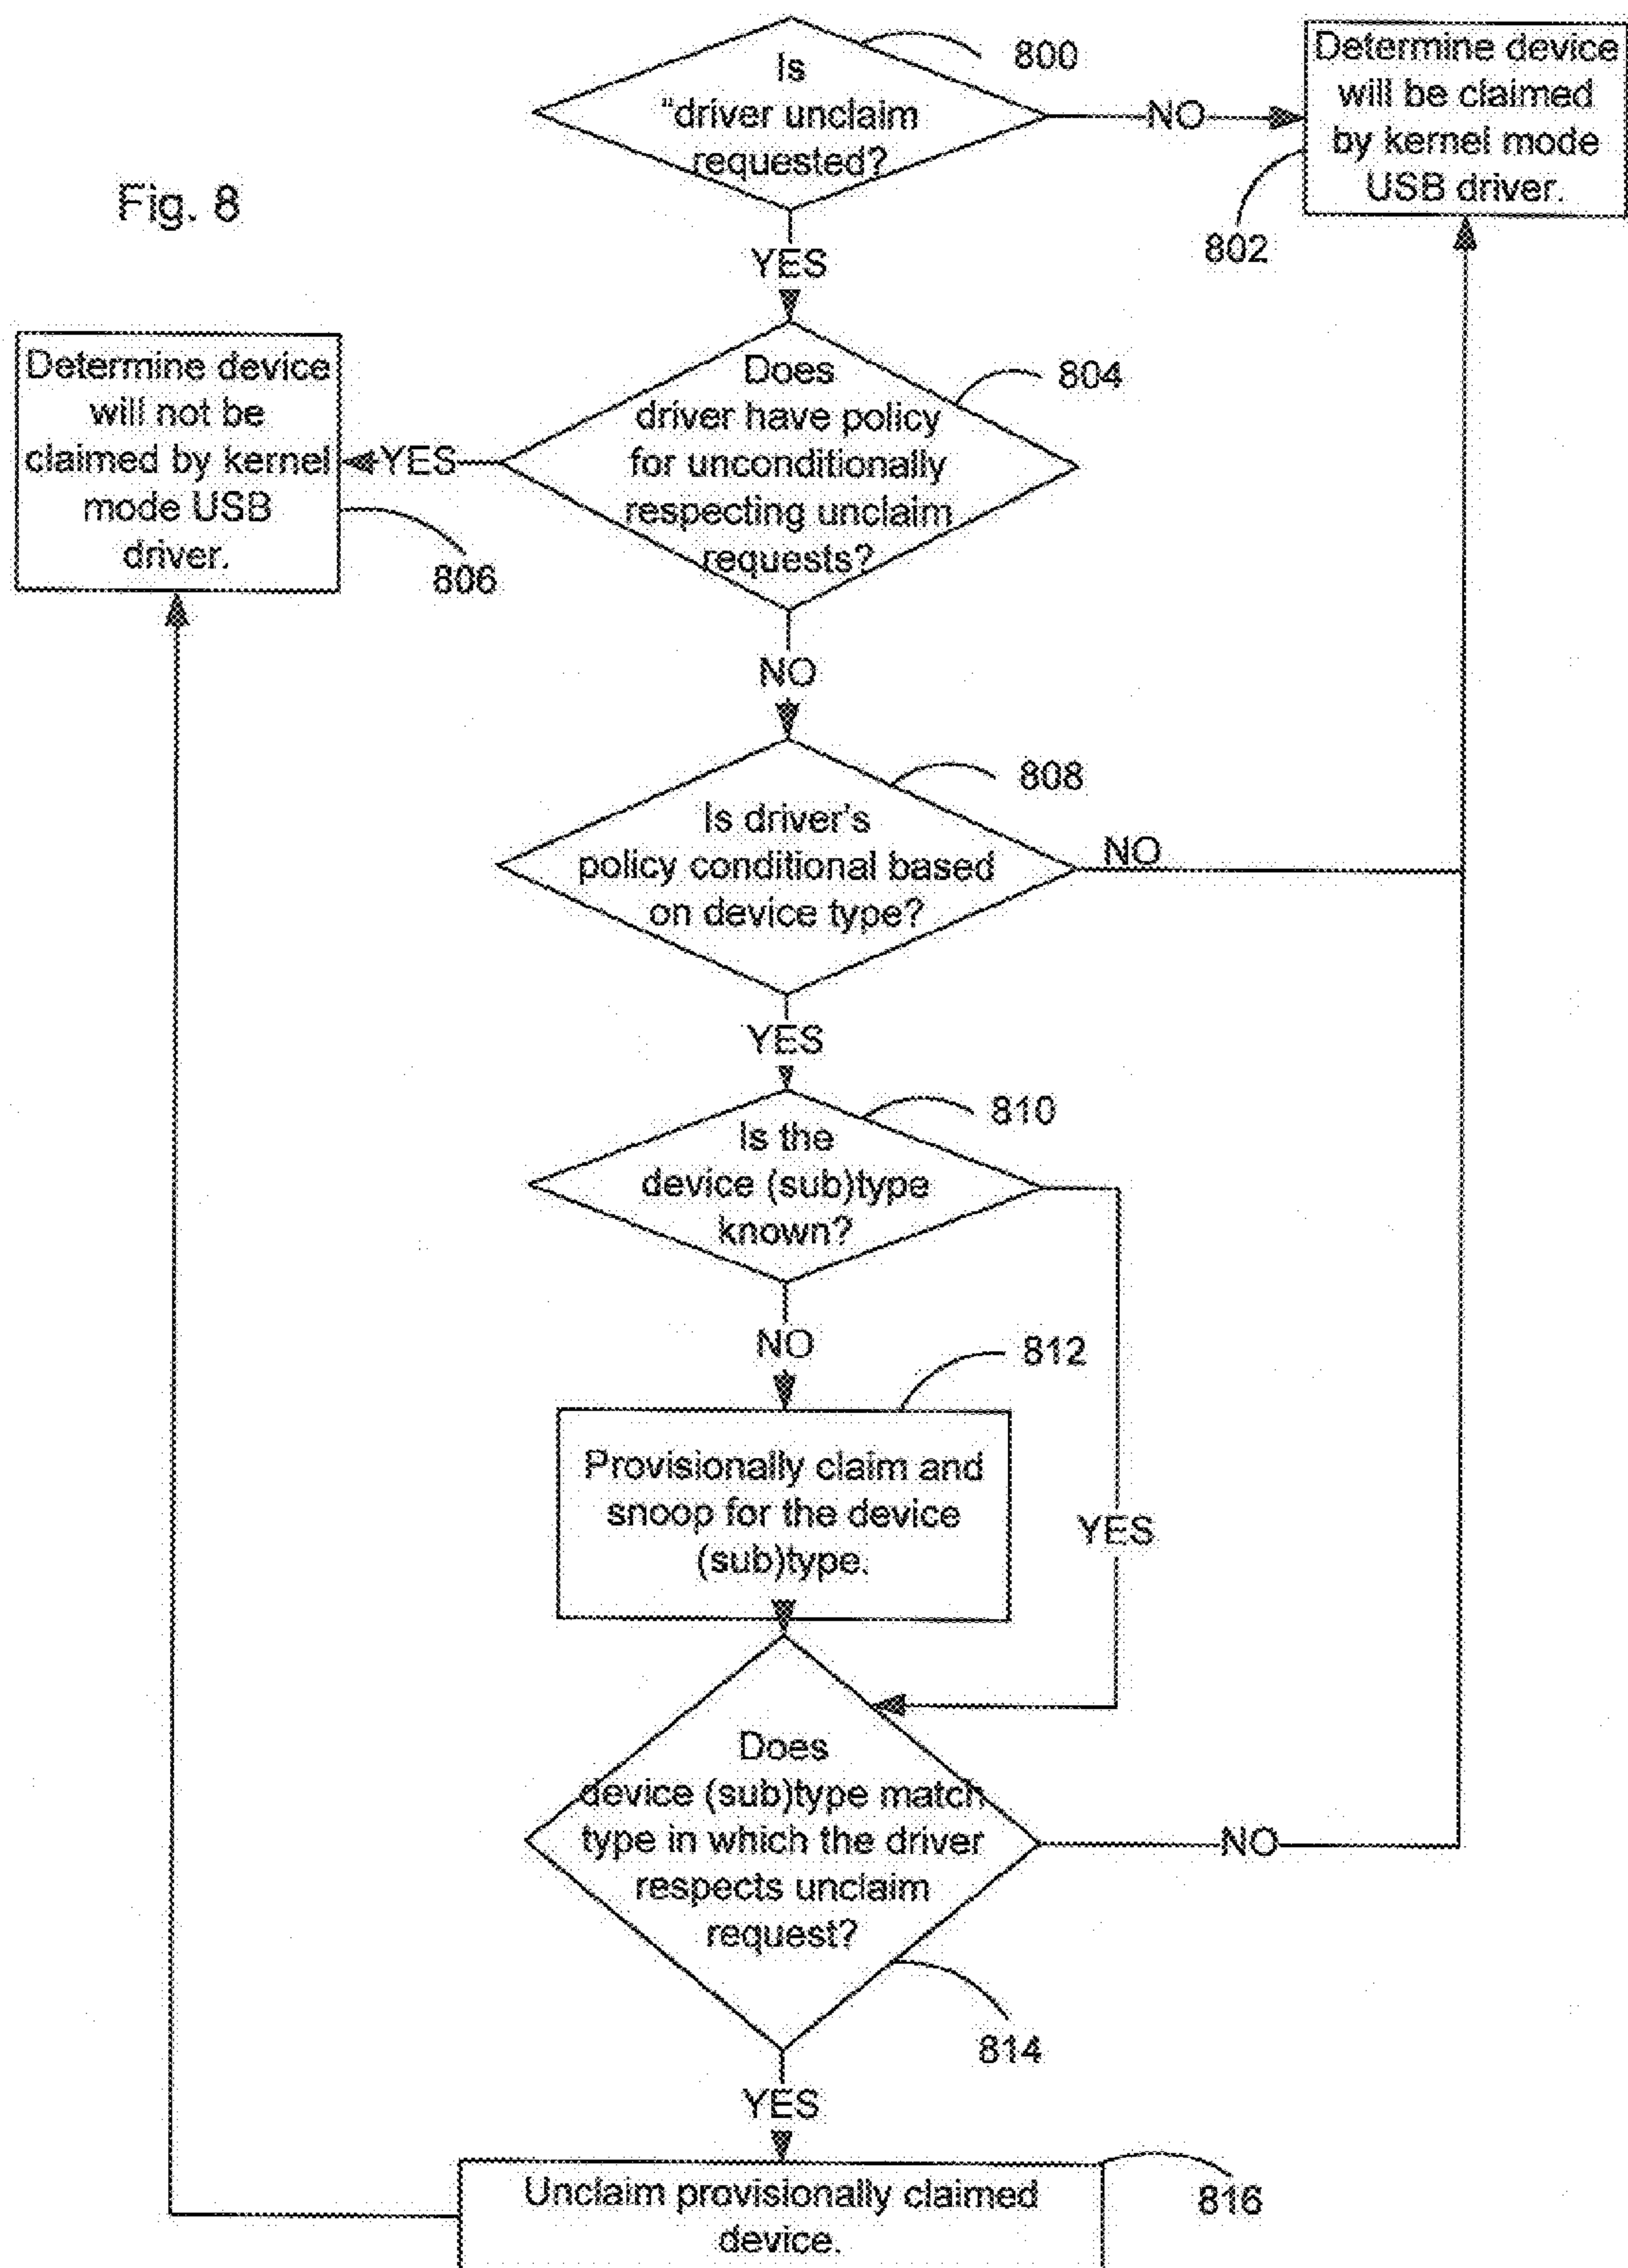 Fig. 8
Is
“driver unclaim
requested?
800
NO
Determine device
will be claimed
by kernel mode
USB driver.
802
YES
Does
driver have policy
for unconditionally
respecting unclaim
requests?
804
YES
Determine device
will not be
claimed by kernel
mode USB
driver.
806
NO
Is driver's
policy conditional based
on device type?
808
NO
YES
Is the
device (sub)type
known?
810
NO
YES
Provisionally claim and
snoop for the device
(sub)type.
812
Does
device (sub)type match
type in which the driver
respects unclaim
request?
814
NO
YES
Unclaim provisionally claimed
device.
816